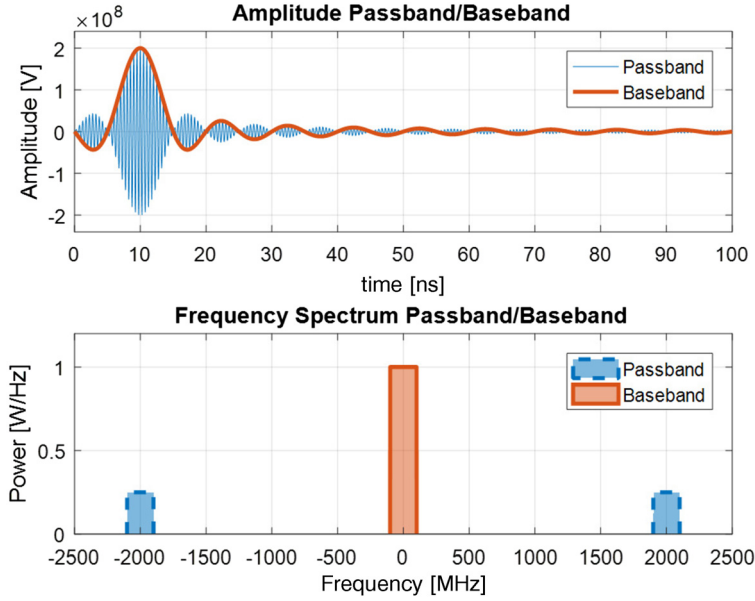 Amplitude Passband/Baseband
×10⁸
Amplitude [V]
2
1
0
-1
-2
Passband
Baseband
0 10 20 30 40 50 60 70 80 90 100
time [ns]
Frequency Spectrum Passband/Baseband
Power [W/Hz]
1
0.5
0
Passband
Baseband
-2500 -2000 -1500 -1000 -500 0 500 1000 1500 2000 2500
Frequency [MHz]